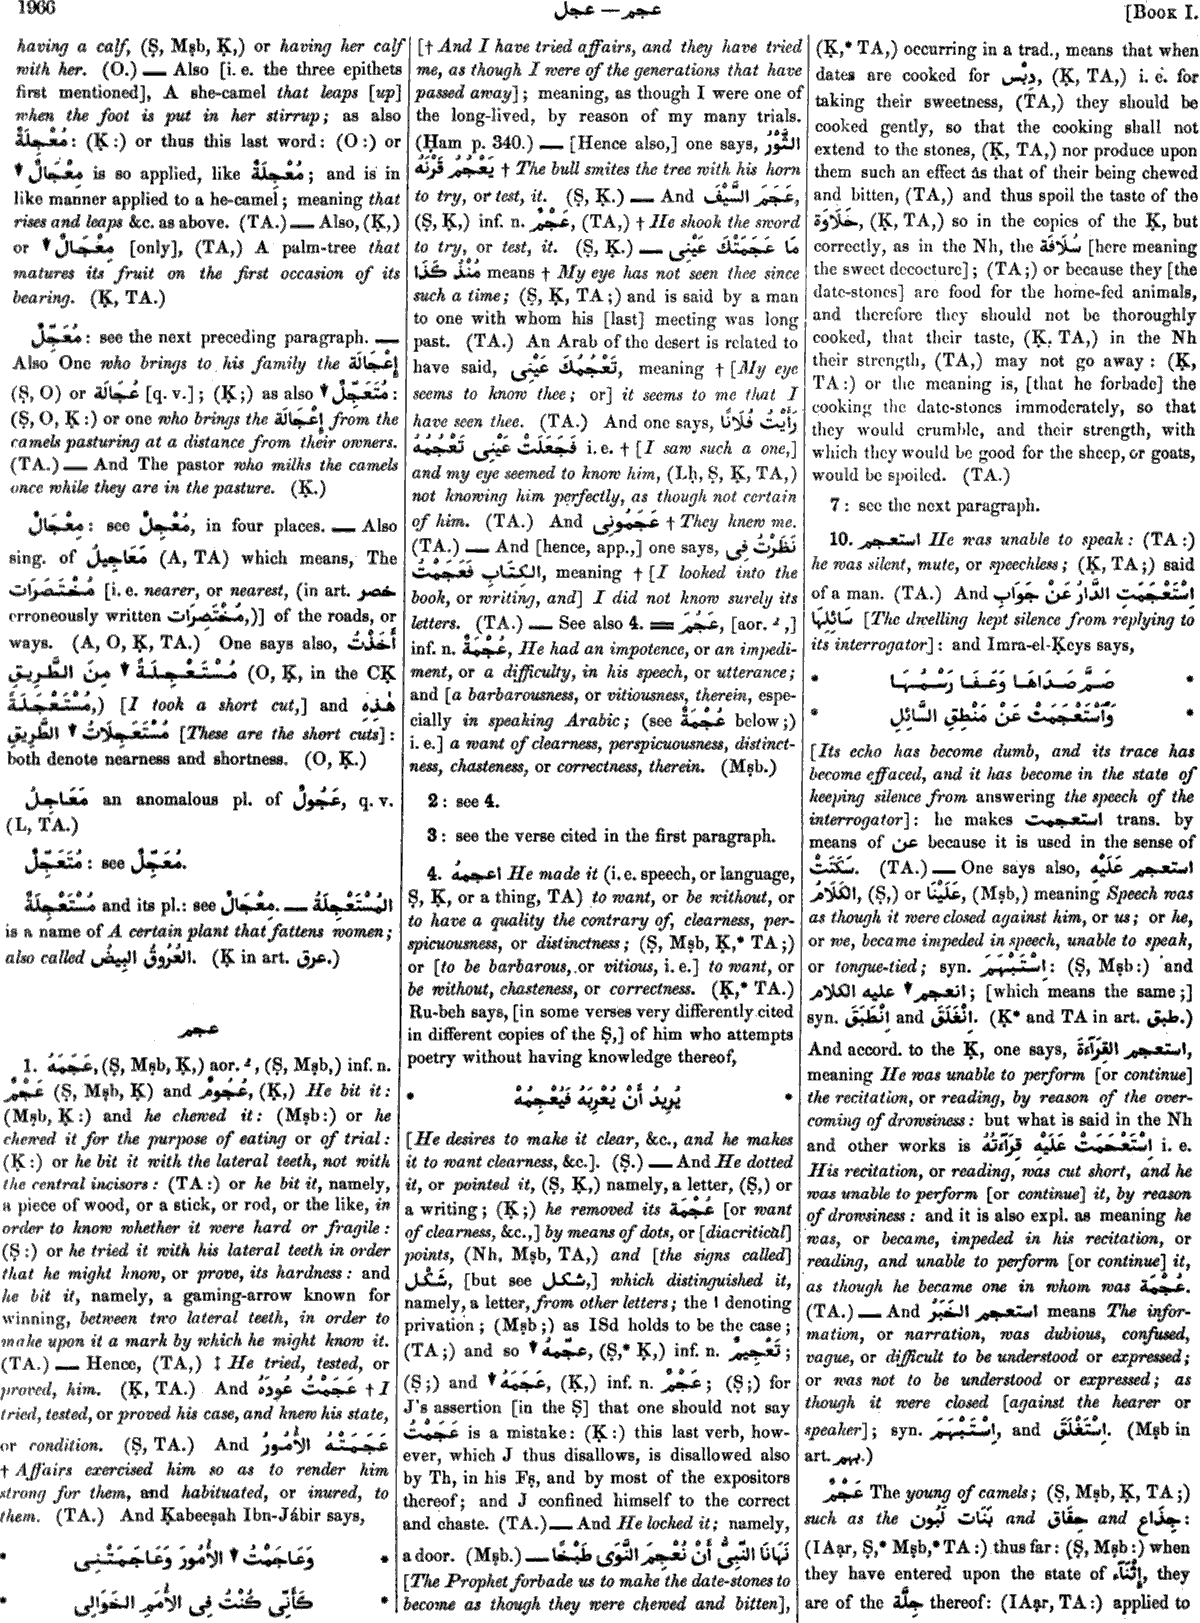 1966
عجل — عجم
[BOOK I.
having a calf, (Ṣ, Mṣb, Ḳ,) or having her calf
with her. (O.) — Also [i. e. the three epithets
first mentioned], A she-camel that leaps [up]
when the foot is put in her stirrup; as also
مُعْجِلَةٌ: (Ḳ:) or thus this last word: (O:) or
مِعْجَالٌ ▼ is so applied, like مُعْجِلَةٌ; and is in
like manner applied to a he-camel; meaning that
rises and leaps &c. as above. (TA.) — Also, (Ḳ,)
or مِعْجَالٌ ▼ [only], (TA,) A palm-tree that
matures its fruit on the first occasion of its
bearing. (Ḳ, TA.)
مُعَجِّلٌ: see the next preceding paragraph. —
Also One who brings to his family the إِعْجَالَة
(Ṣ, O) or عُجَالَة [q. v.]; (Ḳ;) as also مُتَعَجِّلٌ ▼:
(Ṣ, O, Ḳ:) or one who brings the إِعْجَالَة from the
camels pasturing at a distance from their owners.
(TA.) — And The pastor who milks the camels
once while they are in the pasture. (Ḳ.)
مِعْجَالٌ: see مُعْجِلٌ, in four places. — Also
sing. of مَعَاجِيلُ (A, TA) which means, The
مُخْتَصَرَات [i. e. nearer, or nearest, (in art. خصر
erroneously written مُخْتَصِرَات,)] of the roads, or
ways. (A, O, Ḳ, TA.) One says also, أَخَذْتُ
مُسْتَعْجِلَةً ▼ مِنَ الطَّرِيقِ (O, Ḳ, in the CḲ
مُسْتَعْجَلَةً,) [I took a short cut,] and هٰذِهِ
مُسْتَعْجِلَاتُ ▼ الطَّرِيقِ [These are the short cuts]:
both denote nearness and shortness. (O, Ḳ.)
مَعَاجِلُ an anomalous pl. of عَجُولٌ, q. v.
(L, TA.)
مُتَعَجِّلٌ: see مُعَجِّلٌ.
مُسْتَعْجِلَةٌ and its pl.: see مِعْجَالٌ. — المُسْتَعْجِلَةُ
is a name of A certain plant that fattens women;
also called العُرُوقُ البِيضُ. (Ḳ in art. عرق.)
عجم
1. عَجَمَهُ, (Ṣ, Mṣb, Ḳ,) aor. ـُ, (Ṣ, Mṣb,) inf. n.
عَجْمٌ (Ṣ, Mṣb, Ḳ) and عُجُومٌ, (Ḳ,) He bit it:
(Mṣb, Ḳ:) and he chewed it: (Mṣb:) or he
chewed it for the purpose of eating or of trial:
(Ḳ:) or he bit it with the lateral teeth, not with
the central incisors: (TA:) or he bit it, namely,
a piece of wood, or a stick, or rod, or the like, in
order to know whether it were hard or fragile:
(Ṣ:) or he tried it with his lateral teeth in order
that he might know, or prove, its hardness: and
he bit it, namely, a gaming-arrow known for
winning, between two lateral teeth, in order to
make upon it a mark by which he might know it.
(TA.) — Hence, (TA,) ‡ He tried, tested, or
proved, him. (Ḳ, TA.) And عَجَمْتُ عُودَهُ † I
tried, tested, or proved his case, and knew his state,
or condition. (Ṣ, TA.) And عَجَمَتْهُ الأُمُورُ
† Affairs exercised him so as to render him
strong for them, and habituated, or inured, to
them. (TA.) And Ḳabeeṣah Ibn-Jábir says,
* وَعَاجَمْتُ ▼ الأُمُورَ وَعَاجَمَتْنِى *
* كَأَنِّى كُنْتُ فِى الأُمَمِ الخَوَالِى *
[† And I have tried affairs, and they have tried
me, as though I were of the generations that have
passed away]; meaning, as though I were one of
the long-lived, by reason of my many trials.
(Ḥam p. 340.) — [Hence also,] one says, الثَّوْرُ
يَعْجُمُ قَرْنَهُ † The bull smites the tree with his horn
to try, or test, it. (Ṣ, Ḳ.) — And عَجَمَ السَّيْفَ,
(Ṣ, Ḳ,) inf. n. عَجْمٌ, (TA,) † He shook the sword
to try, or test, it. (Ṣ, Ḳ.) — مَا عَجَمَتْكَ عَيْنِى
مُنْذُ كَذَا means † My eye has not seen thee since
such a time; (Ṣ, Ḳ, TA;) and is said by a man
to one with whom his [last] meeting was long
past. (TA.) An Arab of the desert is related to
have said, تَعْجُمُكَ عَيْنِى, meaning † [My eye
seems to know thee; or] it seems to me that I
have seen thee. (TA.) And one says, رَأَيْتُ فُلَانًا
فَجَعَلَتْ عَيْنِى تَعْجُمُهُ i. e. † [I saw such a one,]
and my eye seemed to know him, (Lḥ, Ṣ, Ḳ, TA,)
not knowing him perfectly, as though not certain
of him. (TA.) And عَجَمُونِى † They knew me.
(TA.) — And [hence, app.,] one says, نَظَرْتُ فِى
الكِتَابِ فَعَجَمْتُ, meaning † [I looked into the
book, or writing, and] I did not know surely its
letters. (TA.) — See also 4. = عَجُمَ, [aor. ـُ,]
inf. n. عُجْمَةٌ, He had an impotence, or an impedi-
ment, or a difficulty, in his speech, or utterance;
and [a barbarousness, or vitiousness, therein, espe-
cially in speaking Arabic; (see عُجْمَةٌ below;)
i. e.] a want of clearness, perspicuousness, distinct-
ness, chasteness, or correctness, therein. (Mṣb.)
2: see 4.
3: see the verse cited in the first paragraph.
4. اعجمهُ He made it (i. e. speech, or language,
Ṣ, Ḳ, or a thing, TA) to want, or be without, or
to have a quality the contrary of, clearness, per-
spicuousness, or distinctness; (Ṣ, Mṣb, Ḳ,* TA;)
or [to be barbarous, or vitious, i. e.] to want, or
be without, chasteness, or correctness. (Ḳ,* TA.)
Ru-beh says, [in some verses very differently cited
in different copies of the Ṣ,] of him who attempts
poetry without having knowledge thereof,
* يُرِيدُ أَنْ يُعْرِبَهُ فَيُعْجِمُهْ *
[He desires to make it clear, &c., and he makes
it to want clearness, &c.]. (Ṣ.) — And He dotted
it, or pointed it, (Ṣ, Ḳ,) namely, a letter, (Ṣ,) or
a writing; (Ḳ;) he removed its عُجْمَة [or want
of clearness, &c.,] by means of dots, or [diacritical]
points, (Nh, Mṣb, TA,) and [the signs called]
شَكْل, [but see شكل,] which distinguished it,
namely, a letter, from other letters; the ا denoting
privation; (Mṣb;) as ISd holds to be the case;
(TA;) and so عجّمهُ ▼, (Ṣ,* Ḳ,) inf. n. تَعْجِيمٌ;
(Ṣ;) and عَجَمَهُ ▼, (Ḳ,) inf. n. عَجْمٌ; (Ṣ;) for
J's assertion [in the Ṣ] that one should not say
عَجَمْتُ is a mistake: (Ḳ:) this last verb, how-
ever, which J thus disallows, is disallowed also
by Th, in his Fṣ, and by most of the expositors
thereof; and J confined himself to the correct
and chaste. (TA.) — And He locked it; namely,
a door. (Mṣb.) — نَهَانَا النَّبِىُّ أَنْ نُعْجِمَ النَّوَى طَبْخًا
[The Prophet forbade us to make the date-stones to
become as though they were chewed and bitten],
(Ḳ,* TA,) occurring in a trad., means that when
dates are cooked for دِبْس, (Ḳ, TA,) i. e. for
taking their sweetness, (TA,) they should be
cooked gently, so that the cooking shall not
extend to the stones, (Ḳ, TA,) nor produce upon
them such an effect as that of their being chewed
and bitten, (TA,) and thus spoil the taste of the
حَلَاوَة, (Ḳ, TA,) so in the copies of the Ḳ, but
correctly, as in the Nh, the سُلَافَة [here meaning
the sweet decocture]; (TA;) or because they [the
date-stones] are food for the home-fed animals,
and therefore they should not be thoroughly
cooked, that their taste, (Ḳ, TA,) in the Nh
their strength, (TA,) may not go away: (Ḳ,
TA:) or the meaning is, [that he forbade] the
cooking the date-stones immoderately, so that
they would crumble, and their strength, with
which they would be good for the sheep, or goats,
would be spoiled. (TA.)
7: see the next paragraph.
10. استعجم He was unable to speak: (TA:)
he was silent, mute, or speechless; (Ḳ, TA;) said
of a man. (TA.) And اِسْتَعْجَمَتِ الدَّارُ عَنْ جَوَابِ
سَائِلِهَا [The dwelling kept silence from replying to
its interrogator]: and Imra-el-Ḳeys says,
* صَمَّ صَدَاهَا وَعَفَا رَسْمُهَا *
* وَٱسْتَعْجَمَتْ عَنْ مَنْطِقِ السَّائِلِ *
[Its echo has become dumb, and its trace has
become effaced, and it has become in the state of
keeping silence from answering the speech of the
interrogator]: he makes استعجمت trans. by
means of عن because it is used in the sense of
سَكَتَتْ. (TA.) — One says also, استعجم عَلَيْهِ
الكَلَامُ, (Ṣ,) or عَلَيْنَا, (Mṣb,) meaning Speech was
as though it were closed against him, or us; or he,
or we, became impeded in speech, unable to speak,
or tongue-tied; syn. اِسْتَبْهَمَ: (Ṣ, Mṣb:) and
انعجم ▼ عليه الكلام; [which means the same;]
syn. اِنْطَبَقَ and اِنْغَلَقَ. (Ḳ* and TA in art. طبق.)
And accord. to the Ḳ, one says, استعجم القِرَآءَةَ,
meaning He was unable to perform [or continue]
the recitation, or reading, by reason of the over-
coming of drowsiness: but what is said in the Nh
and other works is اِسْتَعْجَمَتْ عَلَيْهِ قِرَآءَتُهُ i. e.
His recitation, or reading, was cut short, and he
was unable to perform [or continue] it, by reason
of drowsiness: and it is also expl. as meaning he
was, or became, impeded in his recitation, or
reading, and unable to perform [or continue] it,
as though he became one in whom was عُجْمَة.
(TA.) — And استعجم الخَبَرُ means The infor-
mation, or narration, was dubious, confused,
vague, or difficult to be understood or expressed;
or was not to be understood or expressed; as
though it were closed [against the hearer or
speaker]; syn. اِسْتَبْهَمَ, and اِسْتَغْلَقَ. (Mṣb in
art. بهم.)
عَجْمٌ The young of camels; (Ṣ, Mṣb, Ḳ, TA;)
such as the بَنَات لَبُون and حِقَاق and جِذَاع:
(IAạr, Ṣ,* Mṣb,* TA:) thus far: (Ṣ, Mṣb:) when
they have entered upon the state of إِثْنَآء, they
are of the جِلَّة thereof: (IAạr, TA:) applied to